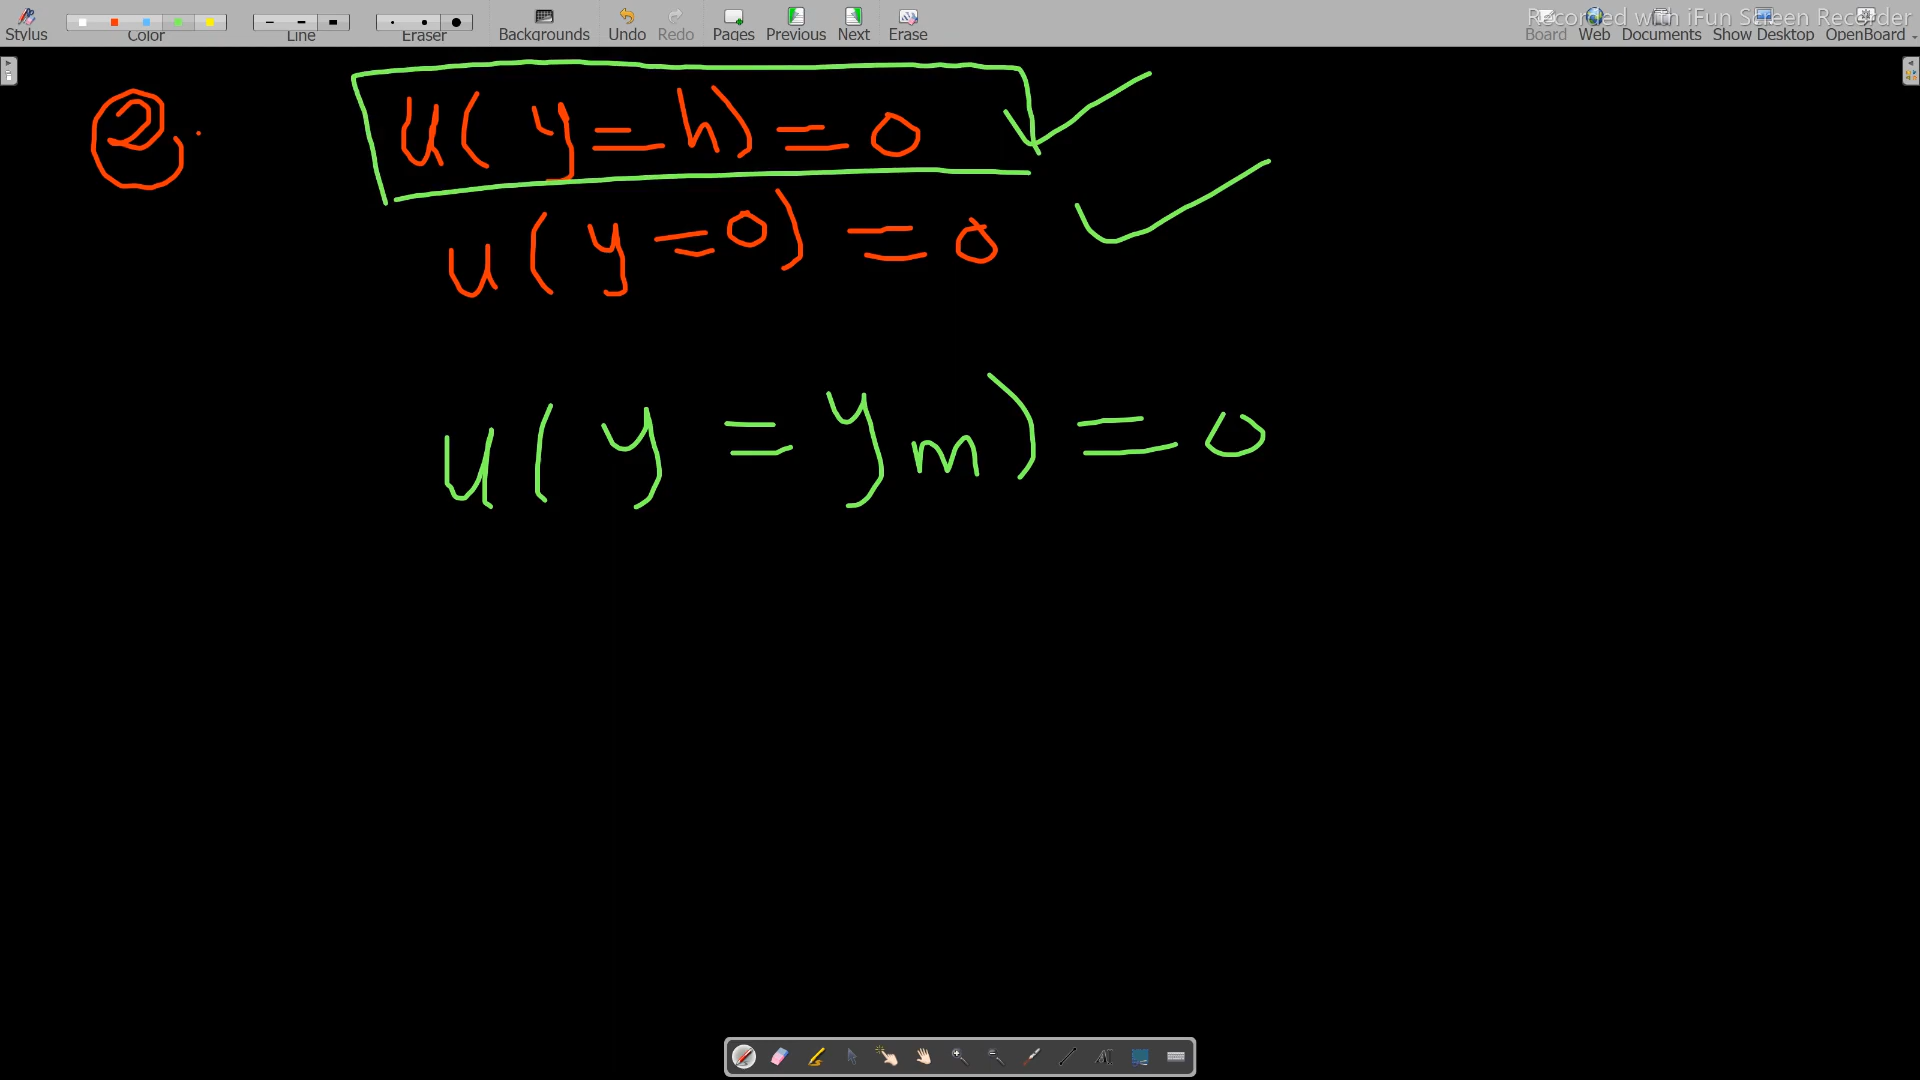 Recorded with iFun Screen Recorder
Stylus Color Line Eraser Backgrounds Undo Redo Pages Previous Next Erase Board Web Documents Show Desktop OpenBoard
2.
u(y=h)=0
u(y=0)=0
u(y=ym)=0